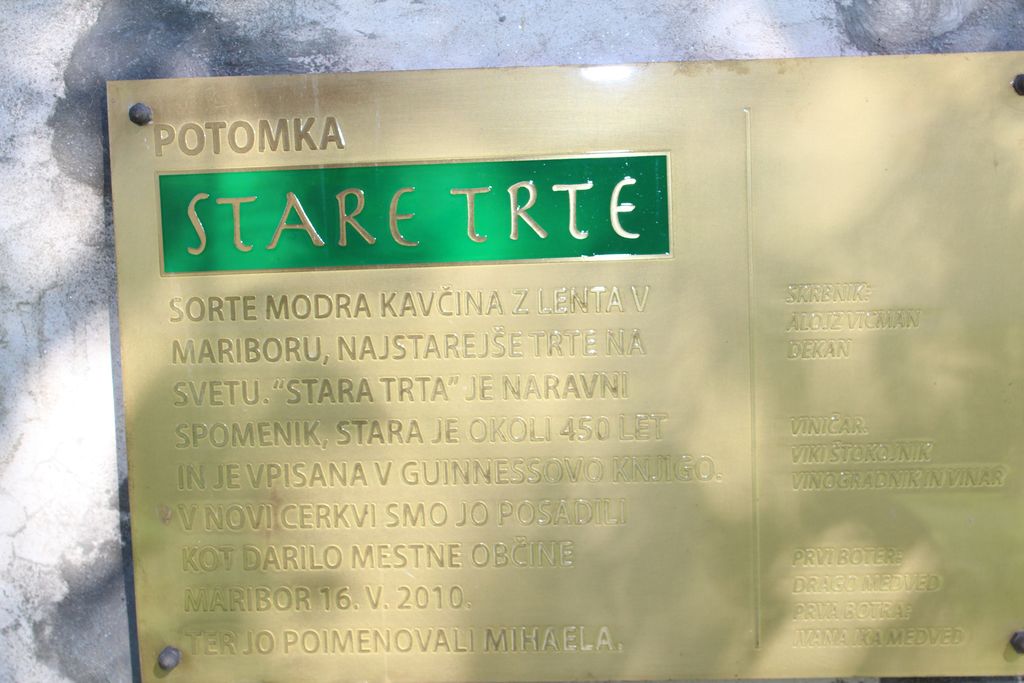 POTOMKA
STARE TRTE
SORTE MODRA KAVČINA Z LENTA V
MARIBORU, NAJSTAREJŠE TRTE NA
SVETU. "STARA TRTA" JE NARAVNI
SPOMENIK, STARA JE OKOLI 450 LET
IN JE VPISANA V GUINNESSOVO KNJIGO.
V NOVI CERKVI SMO JO POSADILI
KOT DARILO MESTNE OBČINE
MARIBOR 16. V. 2010.
TER JO POIMENOVALI MIHAELA.
SKRBNIK:
ALOJZ VICMAN
DEKAN
VINIČAR:
VIKI ŠTOKOJNIK
VINOGRADNIK IN VINAR
PRVI BOTER:
DRAGO MEDVED
PRVA BOTRA:
IVANA IKA MEDVED